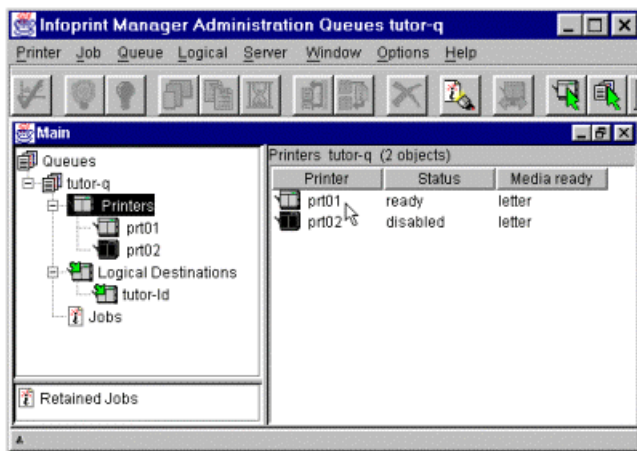 Infoprint Manager Administration Queues tutor-q
Printer Job Queue Logical Server Window Options Help
Main
Queues
tutor-q
Printers
prt01
prt02
Logical Destinations
tutor-ld
Jobs
Retained Jobs
Printers tutor-q (2 objects)
Printer Status Media ready
prt01 ready letter
prt02 disabled letter